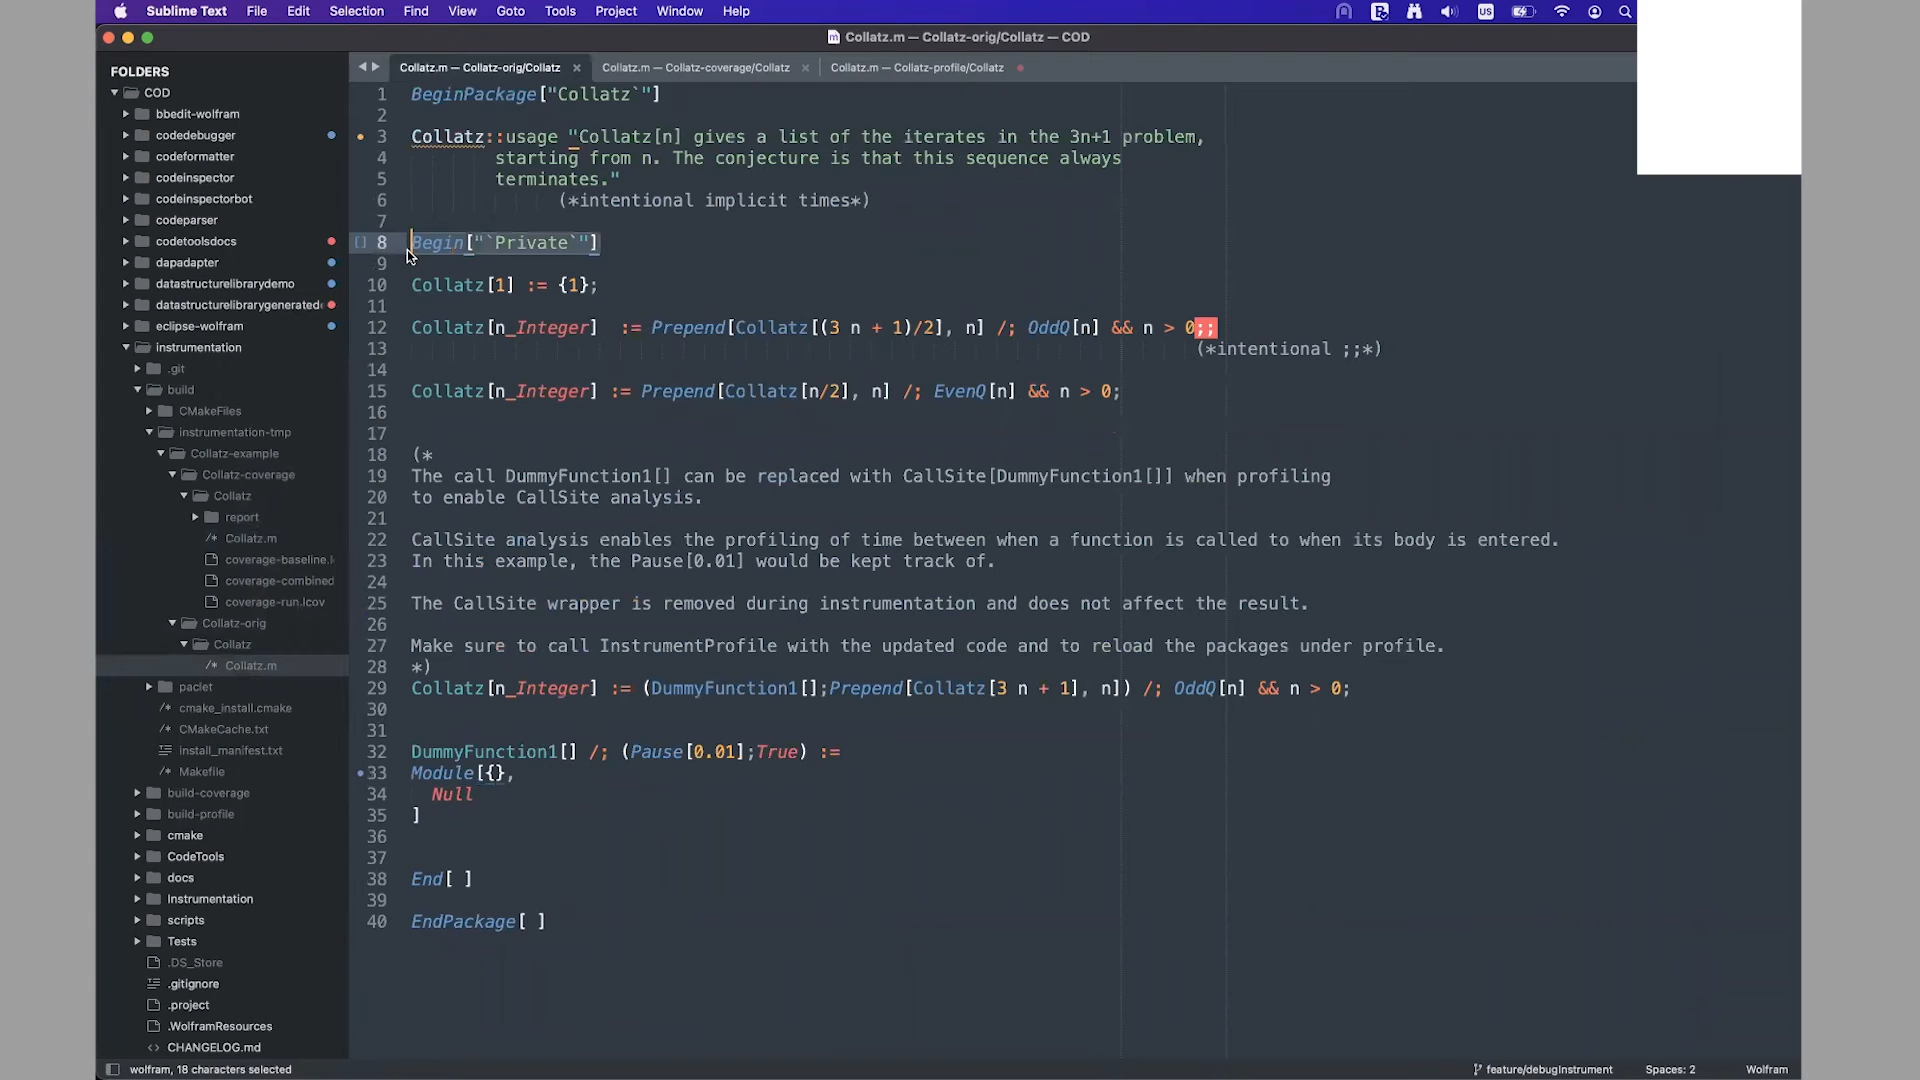 Sublime Text File Edit Selection Find View Goto Tools Project Window Help
US
Collatz.m — Collatz-orig/Collatz — COD
FOLDERS
COD
bbedit-wolfram
codedebugger
codeformatter
codeinspector
codeinspectorbot
codeparser
codetoolsdocs
dapadapter
datastructurelibrarydemo
datastructurelibrarygenerated
eclipse-wolfram
instrumentation
.git
build
CMakeFiles
instrumentation-tmp
Collatz-example
Collatz-coverage
Collatz
report
Collatz.m
coverage-baseline.l
coverage-combined
coverage-run.lcov
Collatz-orig
Collatz
Collatz.m
paclet
cmake_install.cmake
CMakeCache.txt
install_manifest.txt
Makefile
build-coverage
build-profile
cmake
CodeTools
docs
Instrumentation
scripts
Tests
.DS_Store
.gitignore
.project
.WolframResources
CHANGELOG.md
Collatz.m — Collatz-orig/Collatz Collatz.m — Collatz-coverage/Collatz Collatz.m — Collatz-profile/Collatz
1 BeginPackage["Collatz`"]
2
3 Collatz::usage "Collatz[n] gives a list of the iterates in the 3n+1 problem,
4 starting from n. The conjecture is that this sequence always
5 terminates."
6 (*intentional implicit times*)
7
8 Begin["`Private`"]
9
10 Collatz[1] := {1};
11
12 Collatz[n_Integer]  := Prepend[Collatz[(3 n + 1)/2], n] /; OddQ[n] && n > 0;;
13 (*intentional ;;*)
14
15 Collatz[n_Integer] := Prepend[Collatz[n/2], n] /; EvenQ[n] && n > 0;
16
17
18 (*
19 The call DummyFunction1[] can be replaced with CallSite[DummyFunction1[]] when profiling
20 to enable CallSite analysis.
21
22 CallSite analysis enables the profiling of time between when a function is called to when its body is entered.
23 In this example, the Pause[0.01] would be kept track of.
24
25 The CallSite wrapper is removed during instrumentation and does not affect the result.
26
27 Make sure to call InstrumentProfile with the updated code and to reload the packages under profile.
28 *)
29 Collatz[n_Integer] := (DummyFunction1[];Prepend[Collatz[3 n + 1], n]) /; OddQ[n] && n > 0;
30
31
32 DummyFunction1[] /; (Pause[0.01];True) :=
33 Module[{},
34 Null
35 ]
36
37
38 End[ ]
39
40 EndPackage[ ]
wolfram, 18 characters selected
feature/debugInstrument Spaces: 2 Wolfram